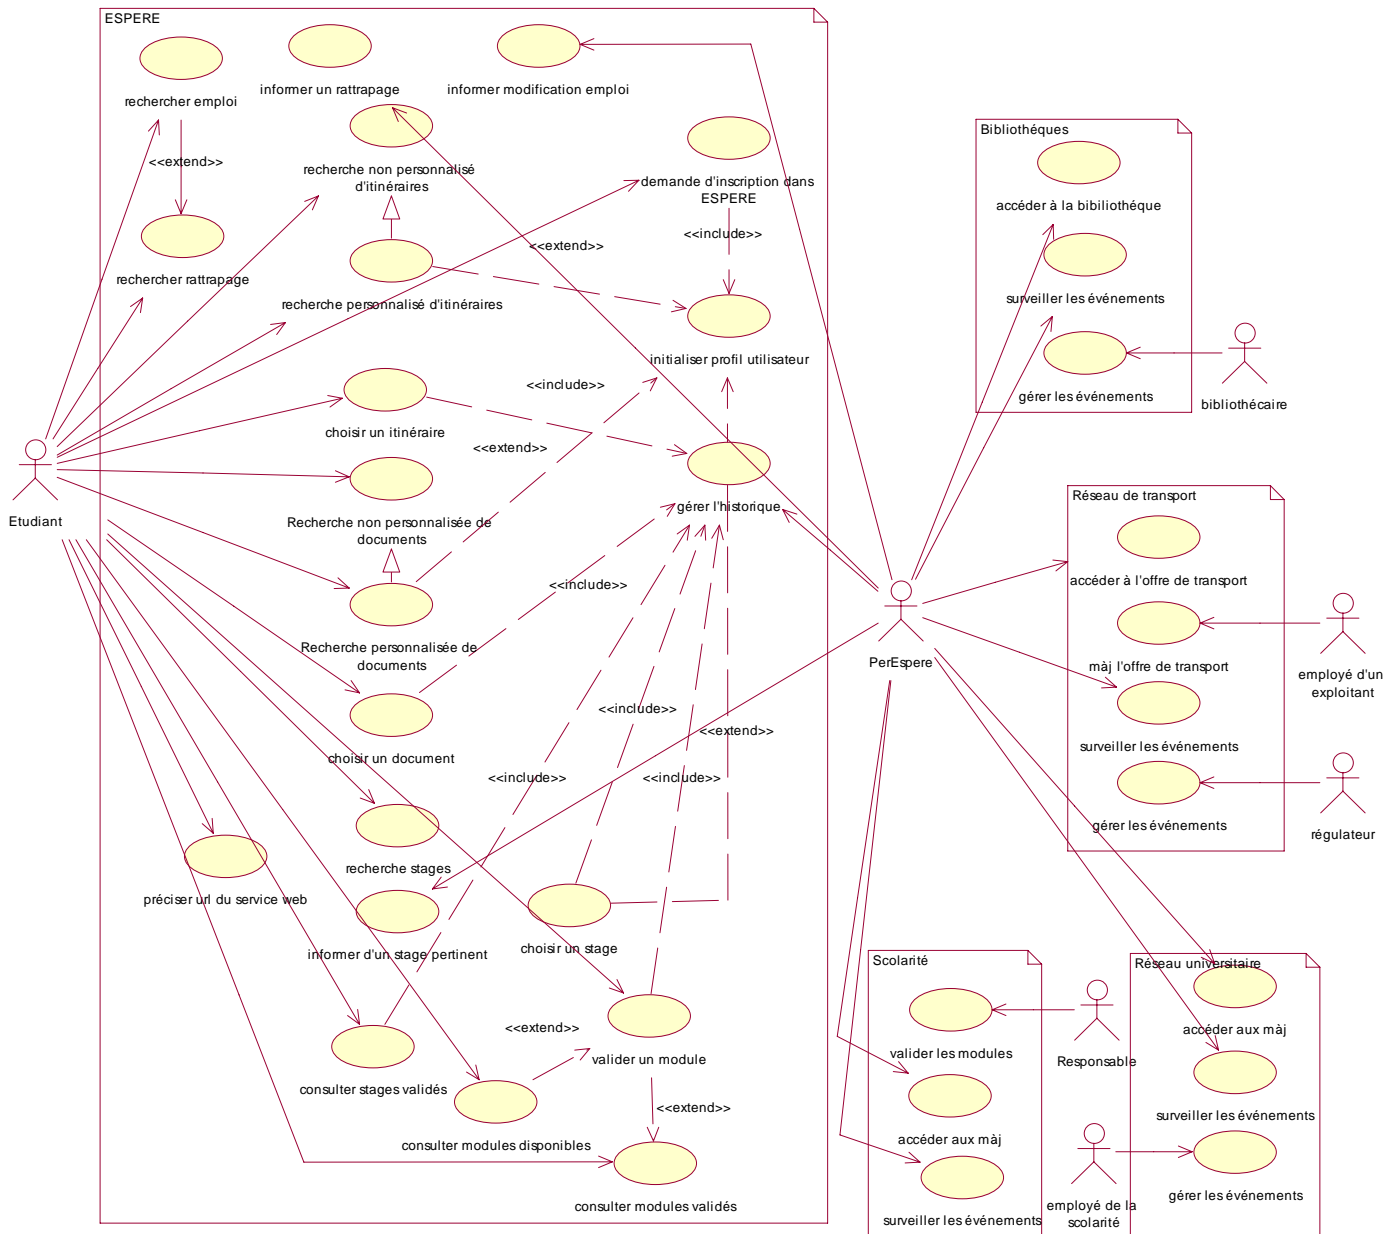 ESPERE
rechercher emploi
informer un rattrapage
informer modification emploi
<<extend>>
recherche non personnalisé
d'itinéraires
demande d'inscription dans
ESPERE
<<include>>
<<extend>>
rechercher rattrapage
recherche personnalisé d'itinéraires
initialiser profil utilisateur
<<include>>
choisir un itinéraire
<<extend>>
gérer l'historique
Etudiant
Recherche non personnalisée de
documents
<<include>>
Recherche personnalisée de
documents
<<include>>
<<extend>>
choisir un document
<<include>>
<<include>>
recherche stages
préciser url du service web
informer d'un stage pertinent
choisir un stage
<<extend>>
valider un module
consulter stages validés
<<extend>>
consulter modules disponibles
consulter modules validés
PerEspere
Bibliothéques
accéder à la bibiliothéque
surveiller les événements
gérer les événements
bibliothécaire
Réseau de transport
accéder à l'offre de transport
màj l'offre de transport
employé d'un
exploitant
surveiller les événements
gérer les événements
régulateur
Scolarité
valider les modules
Responsable
accéder aux màj
surveiller les événements
employé de la
scolarité
Réseau universitaire
accéder aux màj
surveiller les événements
gérer les événements